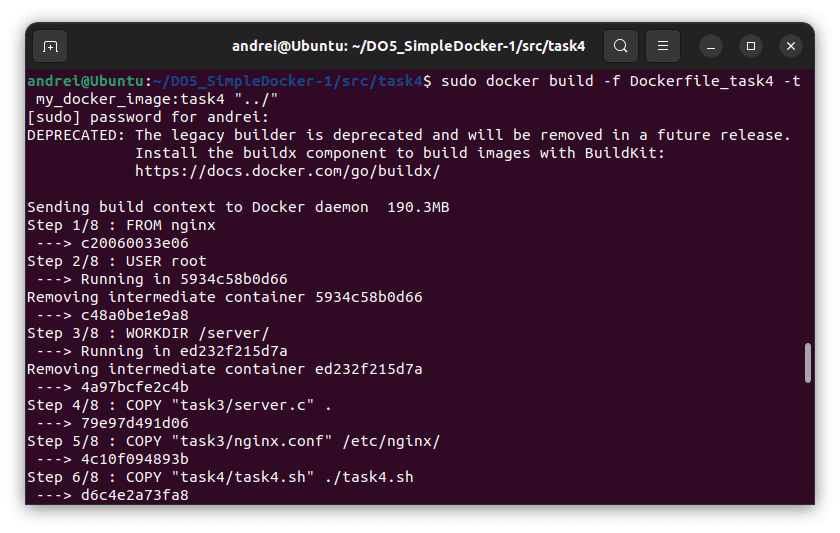 andrei@Ubuntu: ~/DO5_SimpleDocker-1/src/task4
andrei@Ubuntu:~/DO5_SimpleDocker-1/src/task4$ sudo docker build -f Dockerfile_task4 -t
my_docker_image:task4 "../"
[sudo] password for andrei:
DEPRECATED: The legacy builder is deprecated and will be removed in a future release.
Install the buildx component to build images with BuildKit:
https://docs.docker.com/go/buildx/
Sending build context to Docker daemon  190.3MB
Step 1/8 : FROM nginx
---> c20060033e06
Step 2/8 : USER root
---> Running in 5934c58b0d66
Removing intermediate container 5934c58b0d66
---> c48a0be1e9a8
Step 3/8 : WORKDIR /server/
---> Running in ed232f215d7a
Removing intermediate container ed232f215d7a
---> 4a97bcfe2c4b
Step 4/8 : COPY "task3/server.c" .
---> 79e97d491d06
Step 5/8 : COPY "task3/nginx.conf" /etc/nginx/
---> 4c10f094893b
Step 6/8 : COPY "task4/task4.sh" ./task4.sh
---> d6c4e2a73fa8